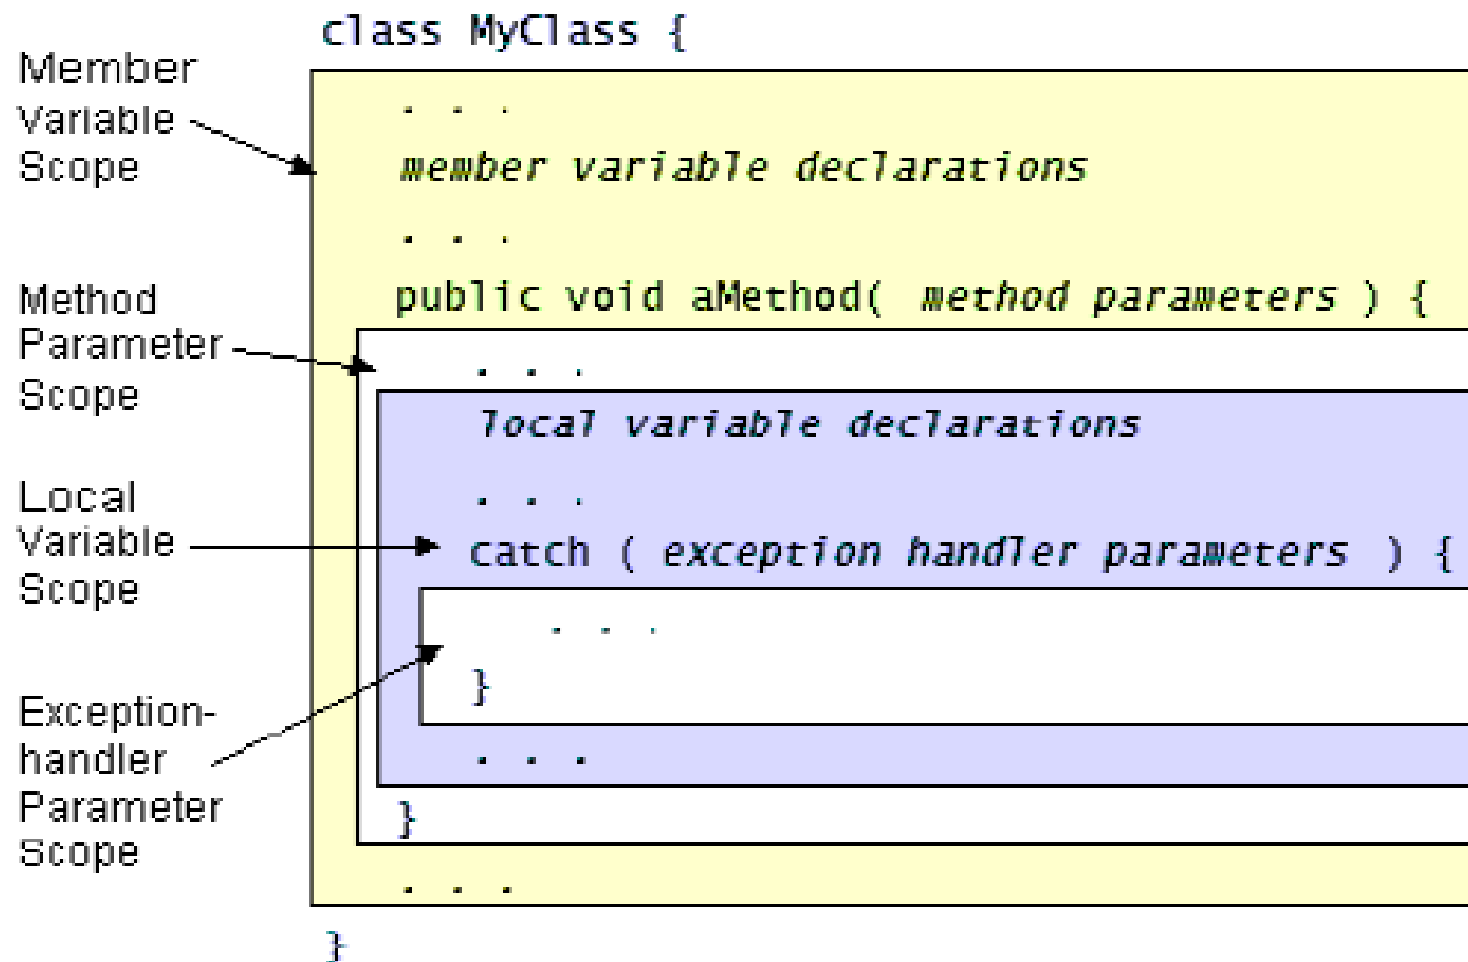 class MyClass {
Member
Variable
Scope
. . .
member variable declarations
. . .
public void aMethod( method parameters ) {
Method
Parameter
Scope
. . .
local variable declarations
. . .
Local
Variable
Scope
catch ( exception handler parameters ) {
. . .
}
Exception-
handler
Parameter
Scope
. . .
}
. . .
}